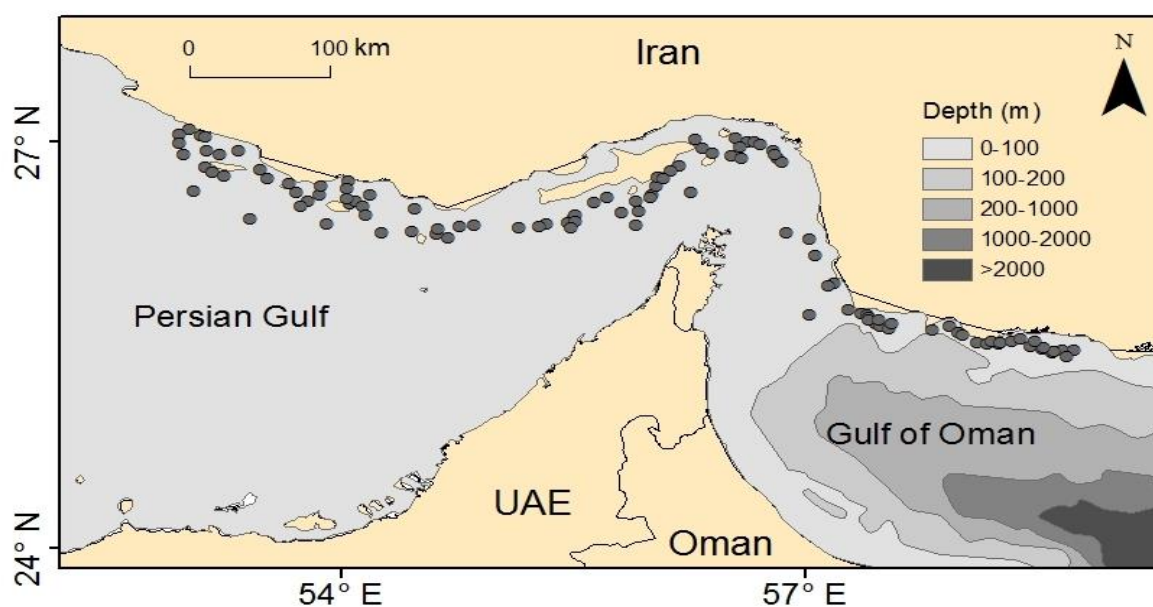 0 100 km
Iran
N
27° N
Depth (m)
0-100
100-200
200-1000
1000-2000
>2000
Persian Gulf
Gulf of Oman
UAE
Oman
24° N
54° E 57° E